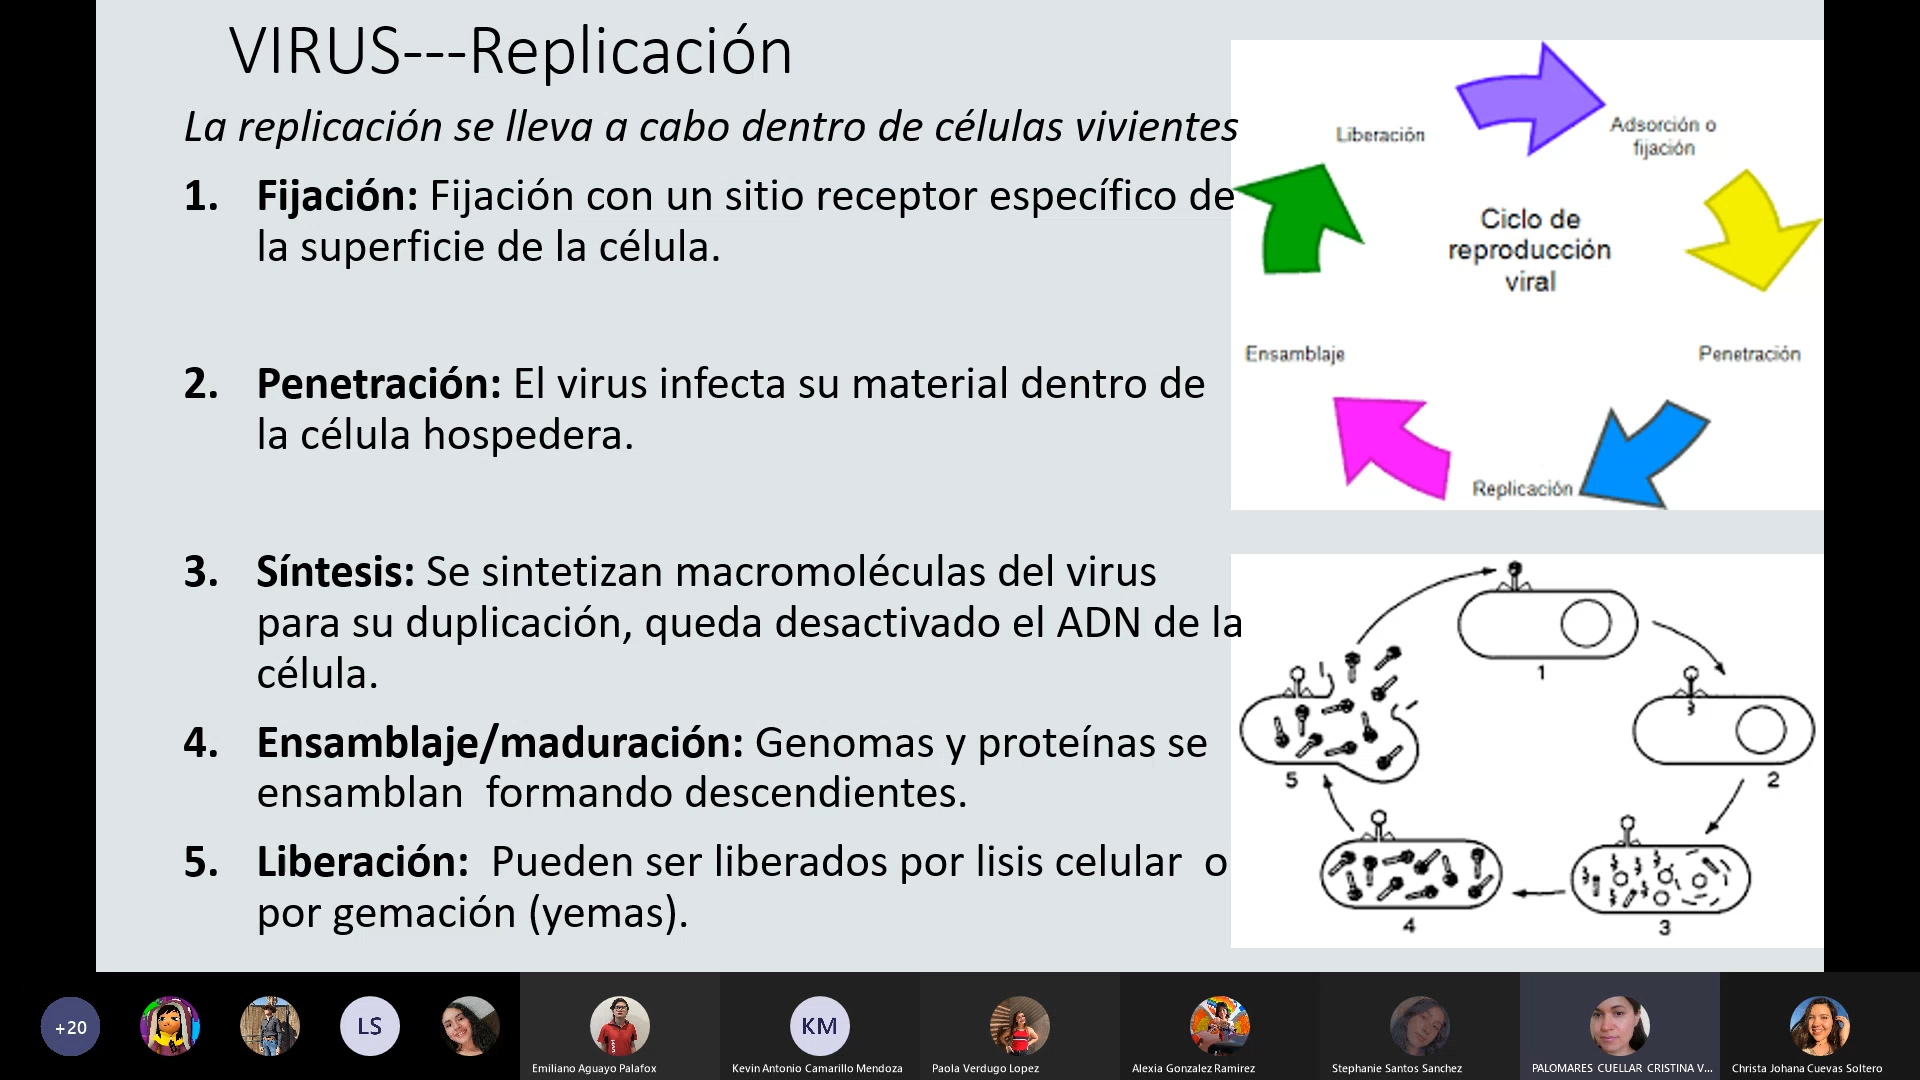 VIRUS---Replicación
La replicación se lleva a cabo dentro de células vivientes
1. Fijación: Fijación con un sitio receptor específico de
la superficie de la célula.
2. Penetración: El virus infecta su material dentro de
la célula hospedera.
3. Síntesis: Se sintetizan macromoléculas del virus
para su duplicación, queda desactivado el ADN de la
célula.
4. Ensamblaje/maduración: Genomas y proteínas se
ensamblan  formando descendientes.
5. Liberación:  Pueden ser liberados por lisis celular  o
por gemación (yemas).
Liberación
Adsorción o
fijación
Ciclo de
reproducción
viral
Ensamblaje
Penetración
Replicación
1
2
3
4
5
+20
LS
KM
Emiliano Aguayo Palafox
Kevin Antonio Camarillo Mendoza
Paola Verdugo Lopez
Alexia Gonzalez Ramirez
Stephanie Santos Sanchez
PALOMARES CUELLAR CRISTINA V...
Christa Johana Cuevas Soltero